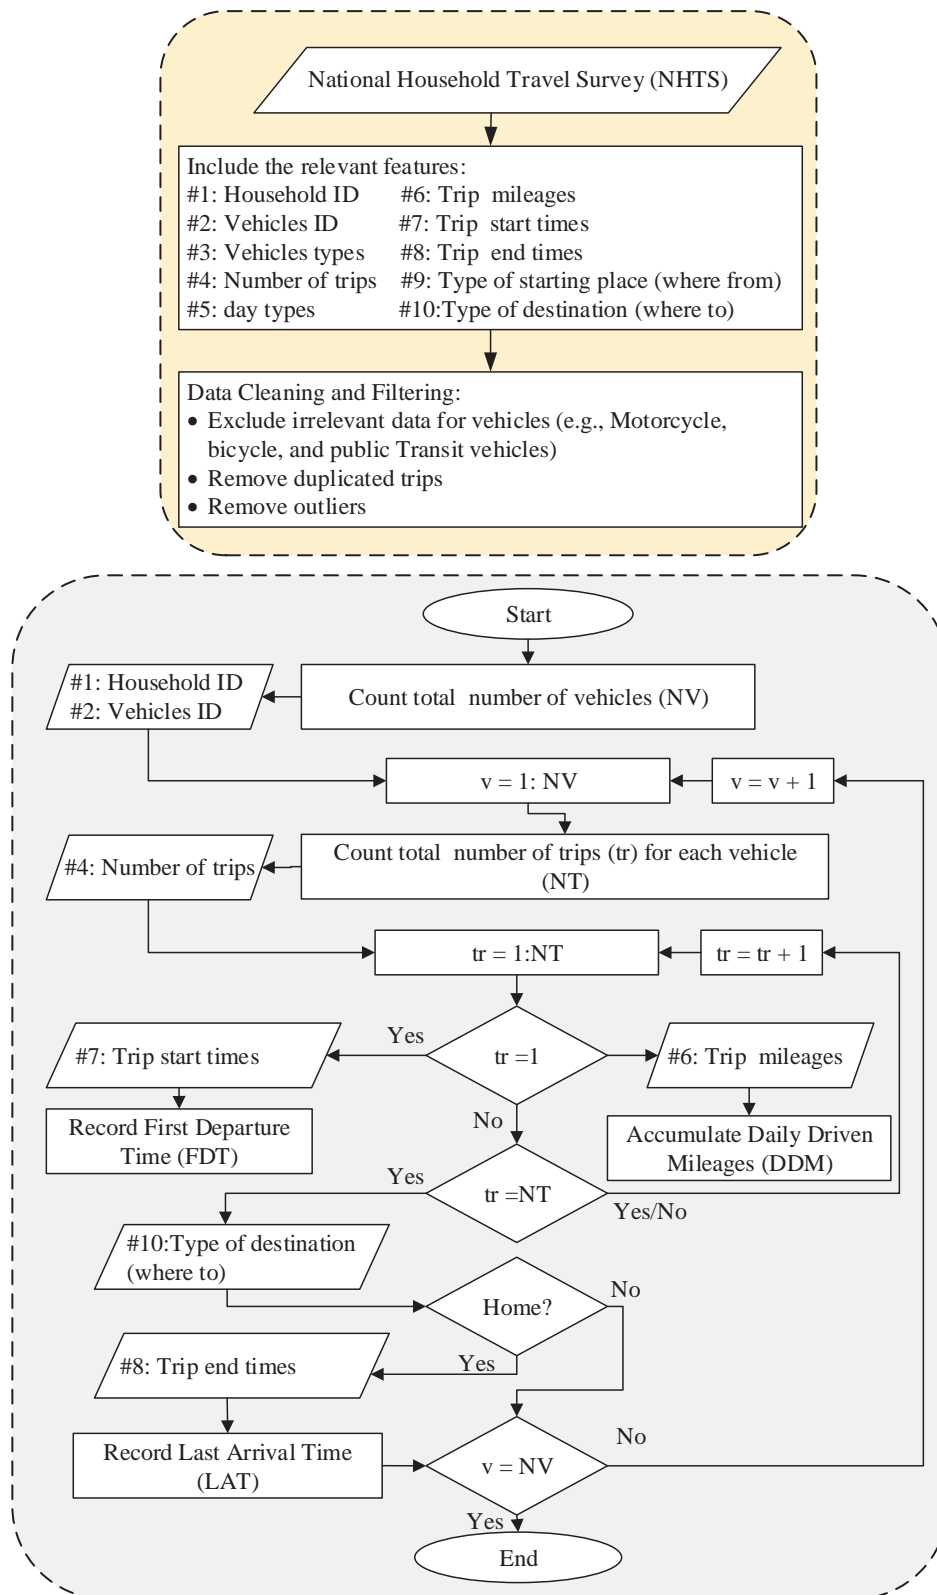 National Household Travel Survey (NHTS)
Include the relevant features:
#1: Household ID #6: Trip mileages
#2: Vehicles ID #7: Trip start times
#3: Vehicles types #8: Trip end times
#4: Number of trips #9: Type of starting place (where from)
#5: day types #10:Type of destination (where to)
Data Cleaning and Filtering:
• Exclude irrelevant data for vehicles (e.g., Motorcycle,
bicycle, and public Transit vehicles)
• Remove duplicated trips
• Remove outliers
Start
#1: Household ID
#2: Vehicles ID
Count total number of vehicles (NV)
v = 1: NV
v = v + 1
#4: Number of trips
Count total number of trips (tr) for each vehicle
(NT)
tr = 1:NT
tr = tr + 1
Yes
#7: Trip start times
tr =1
#6: Trip mileages
Record First Departure
Time (FDT)
No
Accumulate Daily Driven
Mileages (DDM)
Yes
tr =NT
Yes/No
#10:Type of destination
(where to)
Home?
No
#8: Trip end times
Yes
Record Last Arrival Time
(LAT)
v = NV
No
Yes
End